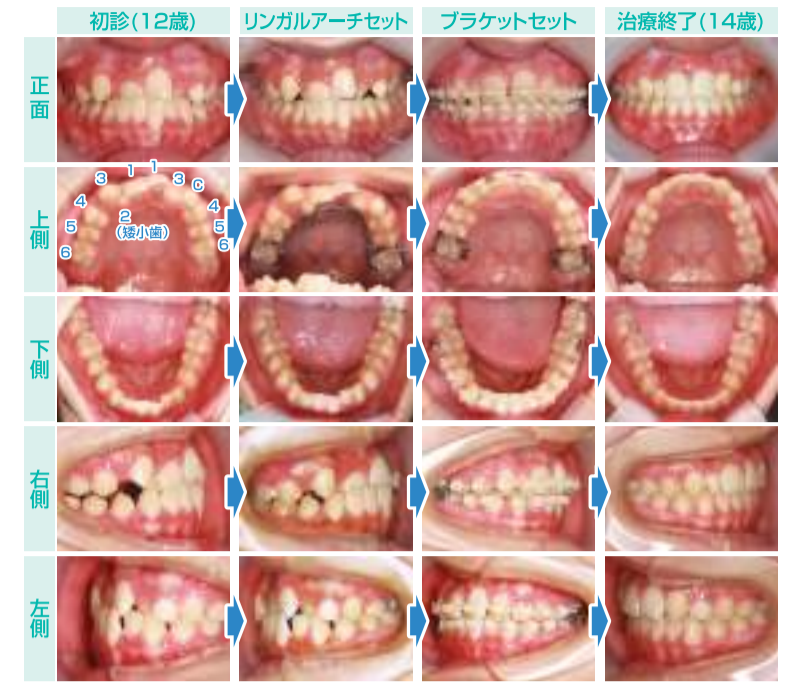 初診(12歳)
リンガルアーチセット
ブラケットセット
治療終了(14歳)
正面
上側
3 1 1 3 C
4 4
2
(矮小歯)
5 5
6 6
下側
右側
左側